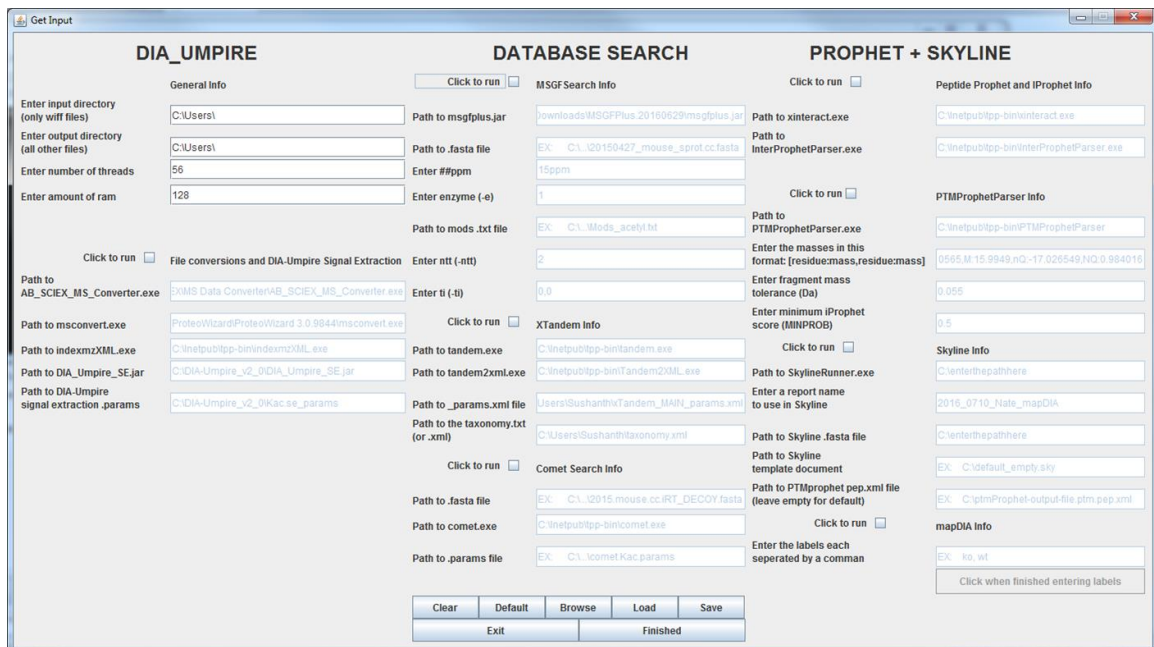 Get Input
DIA_UMPIRE
General Info
Enter input directory
(only wiff files)
C:\Users\
Enter output directory
(all other files)
C:\Users\
Enter number of threads
56
Enter amount of ram
128
Click to run
File conversions and DIA-Umpire Signal Extraction
Path to
AB_SCIEX_MS_Converter.exe
EX\MS Data Converter\AB_SCIEX_MS_Converter.exe
Path to msconvert.exe
ProteoWizard\ProteoWizard 3.0.9844\msconvert.exe
Path to indexmzXML.exe
C:\Inetpub\tpp-bin\indexmzXML.exe
Path to DIA_Umpire_SE.jar
C:\DIA-Umpire_v2_0\DIA_Umpire_SE.jar
Path to DIA-Umpire
signal extraction .params
C:\DIA-Umpire_v2_0\Kac.se_params
DATABASE SEARCH
Click to run
MSGFSearch Info
Path to msgfplus.jar
Downloads\MSGFPlus.20160629\msgfplus.jar
Path to .fasta file
EX: C:\...\20150427_mouse_sprot.cc.fasta
Enter ##ppm
15ppm
Enter enzyme (-e)
1
Path to mods .txt file
EX: C:\...\Mods_acetyl.txt
Enter ntt (-ntt)
2
Enter ti (-ti)
0,0
Click to run
XTandem Info
Path to tandem.exe
C:\Inetpub\tpp-bin\tandem.exe
Path to tandem2xml.exe
C:\Inetpub\tpp-bin\Tandem2XML.exe
Path to _params.xml file
Users\Sushanth\xTandem_MAIN_params.xml
Path to the taxonomy.txt
(or .xml)
C:\Users\Sushanth\taxonomy.xml
Click to run
Comet Search Info
Path to .fasta file
EX: C:\...\2015.mouse.cc.iRT_DECOY.fasta
Path to comet.exe
C:\Inetpub\tpp-bin\comet.exe
Path to .params file
EX: C:\...\comet.Kac.params
Clear
Default
Browse
Load
Save
Exit
Finished
PROPHET + SKYLINE
Click to run
Peptide Prophet and IProphet Info
Path to xinteract.exe
C:\Inetpub\tpp-bin\xinteract.exe
Path to
InterProphetParser.exe
C:\Inetpub\tpp-bin\InterProphetParser.exe
Click to run
PTMProphetParser Info
Path to
PTMProphetParser.exe
C:\Inetpub\tpp-bin\PTMProphetParser
Enter the masses in this
format: [residue:mass,residue:mass]
0565,M:15.9949,nQ:-17.026549,NQ:0.984016
Enter fragment mass
tolerance (Da)
0.055
Enter minimum iProphet
score (MINPROB)
0.5
Click to run
Skyline Info
Path to SkylineRunner.exe
C:\enterthepathhere
Enter a report name
to use in Skyline
2016_0710_Nate_mapDIA
Path to Skyline .fasta file
C:\enterthepathhere
Path to Skyline
template document
EX: C:\default_empty.sky
Path to PTMprophet pep.xml file
(leave empty for default)
EX: C:\ptmProphet-output-file.ptm.pep.xml
Click to run
mapDIA Info
Enter the labels each
seperated by a comman
EX: ko, wt
Click when finished entering labels